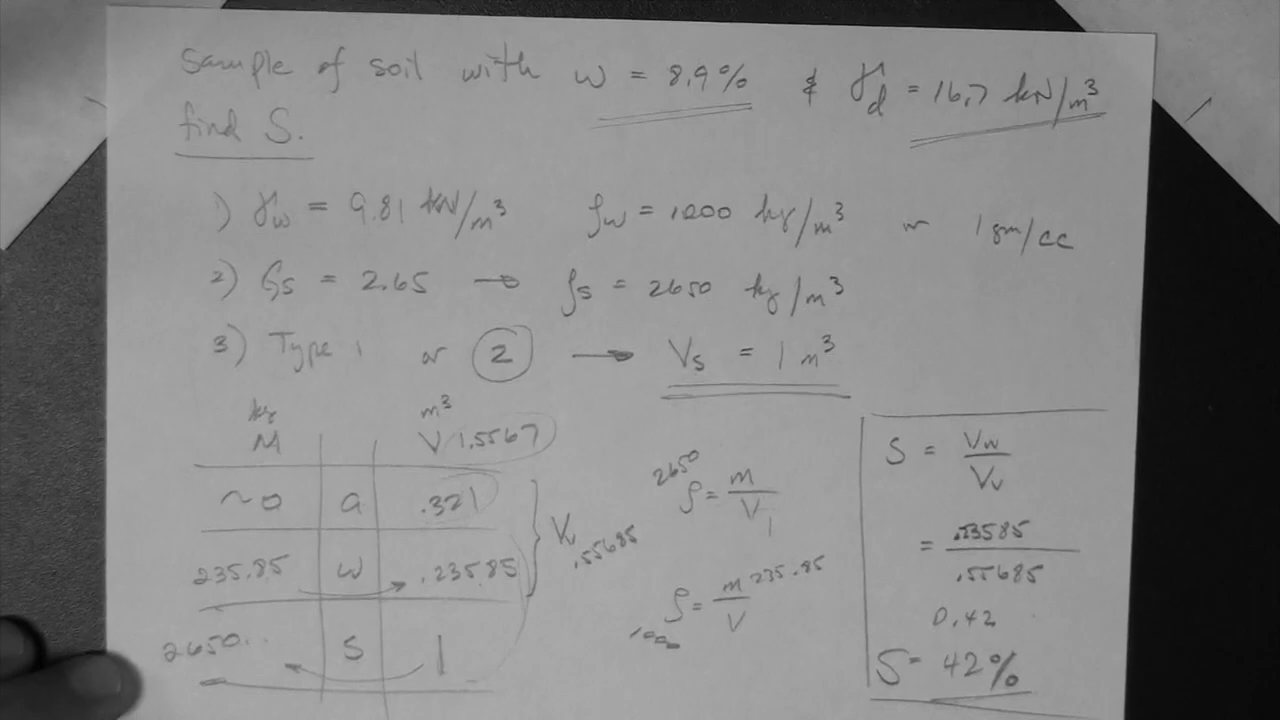 Sample of soil with w = 8.9% & γd = 16.7 kN/m³
find S.
1) γw = 9.81 kN/m³ ρw = 1000 kg/m³ or 1 gm/cc
2) Gs = 2.65 → ρs = 2650 kg/m³
3) Type 1 or 2 → Vs = 1 m³
kg m³
M V 1.5567
~0 a .321
235.85 w .23585
2650.. s 1
Vv .55685
2650 ρ = m/V 1
1000 ρ = m/V 235.85
S = Vw/Vv
= .23585/.55685
0.42
S = 42%